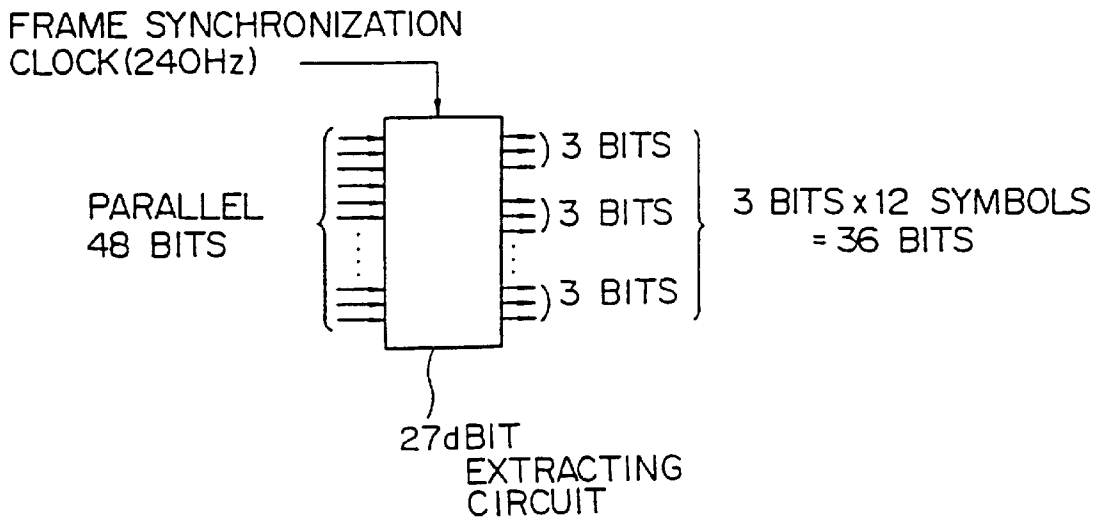 FRAME SYNCHRONIZATION
CLOCK(240Hz)
PARALLEL
48 BITS
3 BITS
3 BITS
3 BITS
3 BITS x 12 SYMBOLS
= 36 BITS
27d BIT
EXTRACTING
CIRCUIT